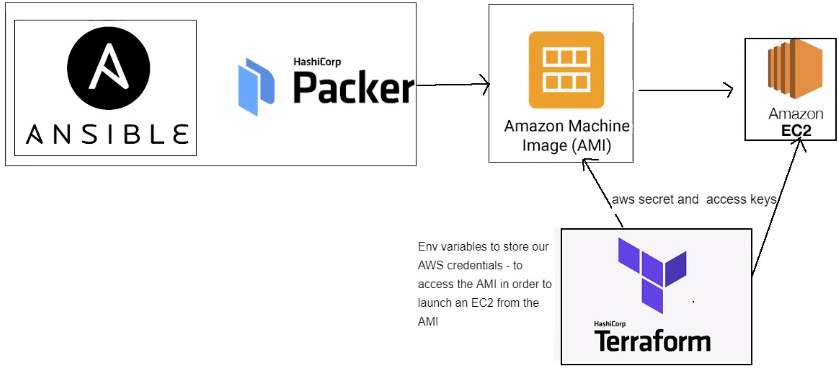 ANSIBLE
HashiCorp
Packer
Amazon Machine
Image (AMI)
Amazon
EC2
aws secret and access keys
Env variables to store our
AWS credentials - to
access the AMI in order to
launch an EC2 from the
AMI
HashiCorp
Terraform